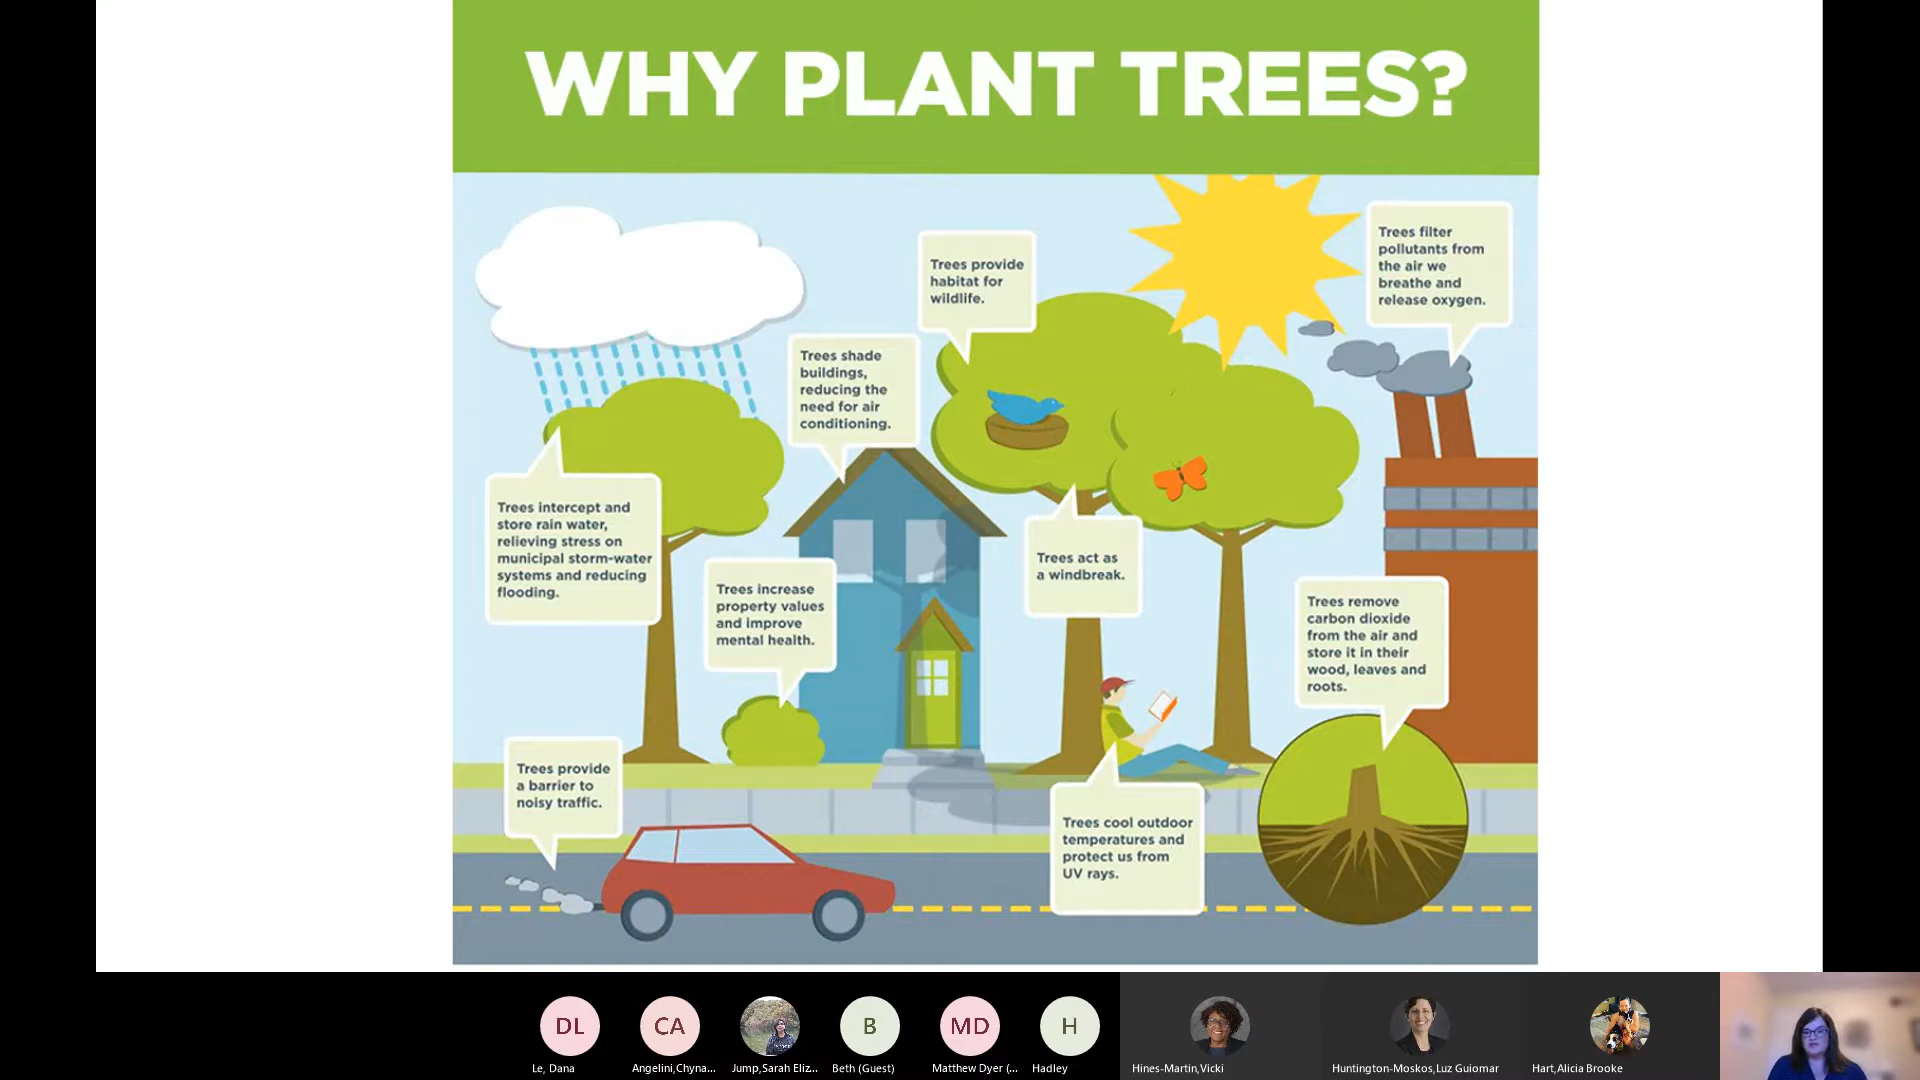 WHY PLANT TREES?
Trees filter
pollutants from
the air we
breathe and
release oxygen.
Trees provide
habitat for
wildlife.
Trees shade
buildings,
reducing the
need for air
conditioning.
Trees intercept and
store rain water,
relieving stress on
municipal storm-water
systems and reducing
flooding.
Trees increase
property values
and improve
mental health.
Trees act as
a windbreak.
Trees remove
carbon dioxide
from the air and
store it in their
wood, leaves and
roots.
Trees provide
a barrier to
noisy traffic.
Trees cool outdoor
temperatures and
protect us from
UV rays.
DL
CA
B
MD
H
Le, Dana
Angelini,Chyna...
Jump,Sarah Eliz...
Beth (Guest)
Matthew Dyer (...
Hadley
Hines-Martin,Vicki
Huntington-Moskos,Luz Guiomar
Hart,Alicia Brooke